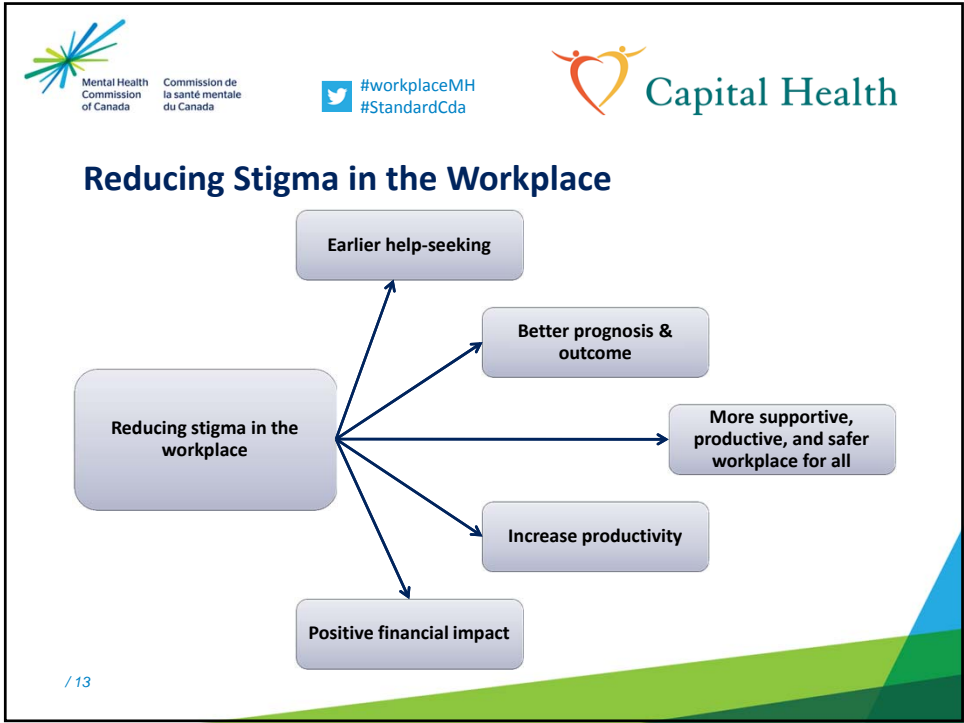 Mental Health
Commission
of Canada
Commission de
la santé mentale
du Canada
#workplaceMH
#StandardCda
Capital Health
Reducing Stigma in the Workplace
Earlier help-seeking
Better prognosis &
outcome
Reducing stigma in the
workplace
More supportive,
productive, and safer
workplace for all
Increase productivity
Positive financial impact
/ 13